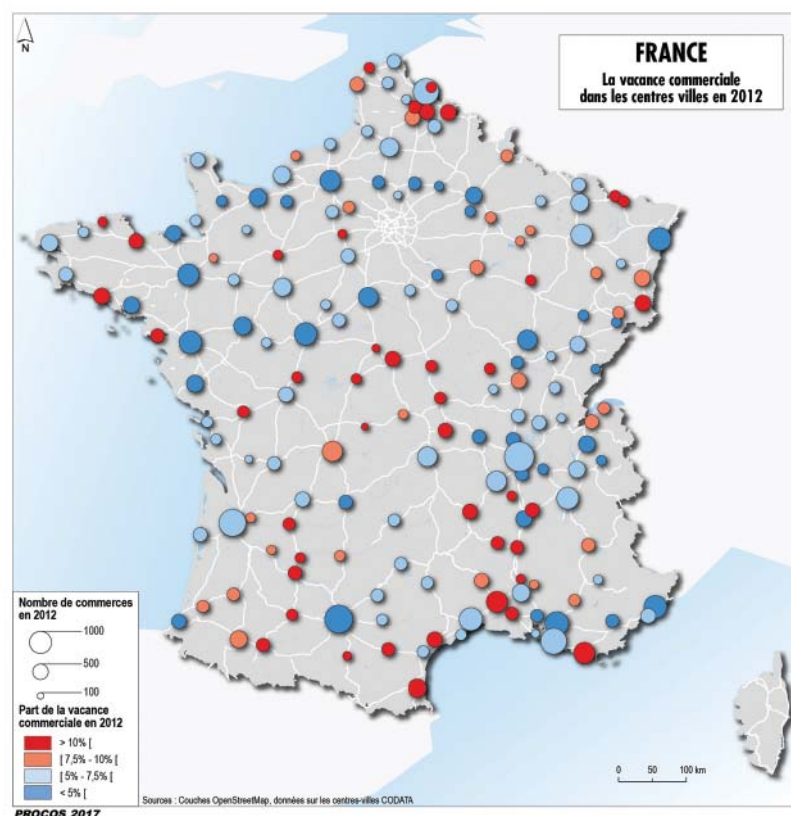 N
FRANCE
La vacance commerciale
dans les centres villes en 2012
Nombre de commerces
en 2012
1000
500
100
Part de la vacance
commerciale en 2012
> 10% [
[ 7,5% - 10% [
[ 5% - 7,5% [
< 5% [
0 50 100 km
Sources : Couches OpenStreetMap, données sur les centres-villes CODATA
PROCOS 2017